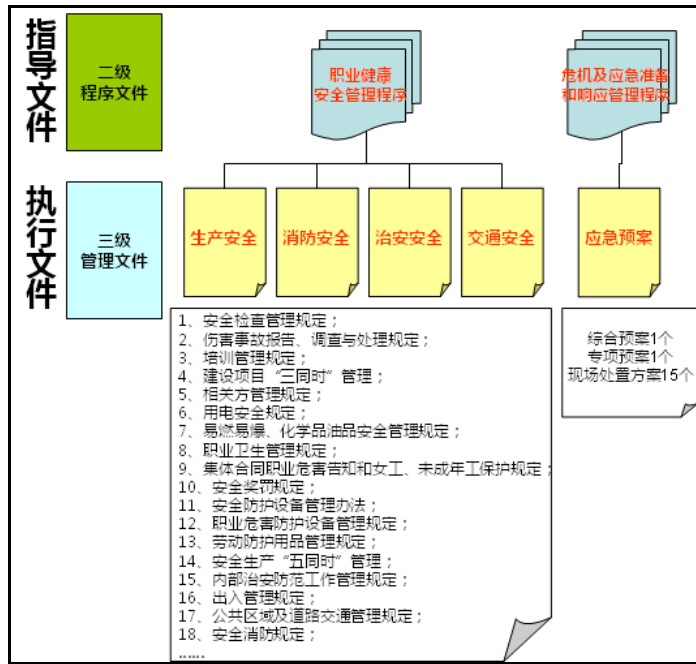 指导文件
二级
程序文件
职业健康
安全管理程序
危机及应急准备
和响应管理程序
执行文件
三级
管理文件
生产安全
消防安全
治安安全
交通安全
应急预案
1、安全检查管理规定；
2、伤害事故报告、调查与处理规定；
3、培训管理规定；
4、建设项目“三同时”管理；
5、相关方管理规定；
6、用电安全规定；
7、易燃易爆、化学品油品安全管理规定；
8、职业卫生管理规定；
9、集体合同职业危害告知和女工、未成年工保护规定；
10、安全奖罚规定；
11、安全防护设备管理办法；
12、职业危害防护设备管理规定；
13、劳动防护用品管理规定；
14、安全生产“五同时”管理；
15、内部治安防范工作管理规定；
16、出入管理规定；
17、公共区域及道路交通管理规定；
18、安全消防规定；
……
综合预案1个
专项预案1个
现场处置方案15个